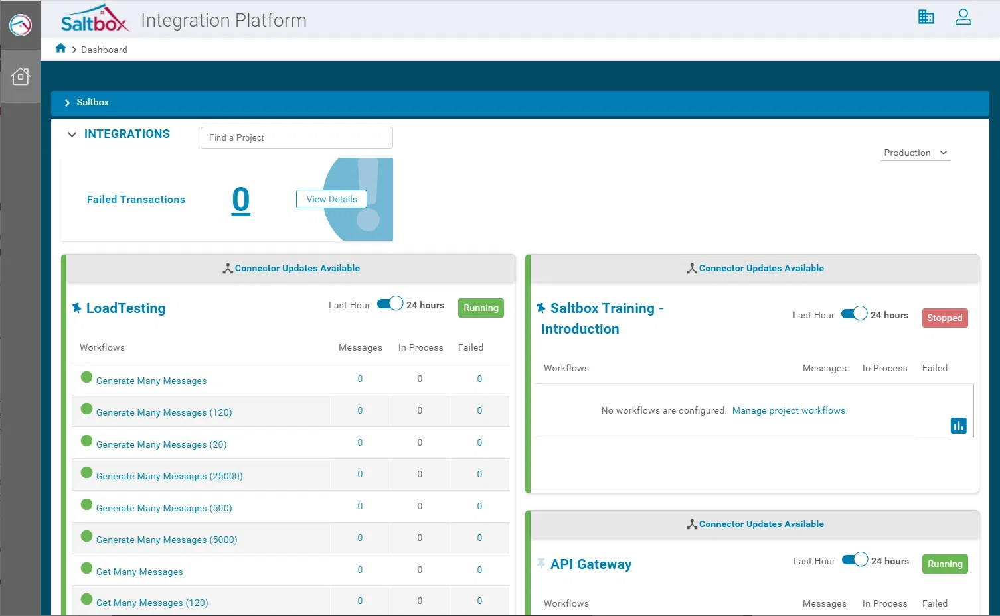 Saltbox Integration Platform
Dashboard
Saltbox
INTEGRATIONS
Find a Project
Production
Failed Transactions 0 View Details
Connector Updates Available
LoadTesting Last Hour 24 hours Running
Workflows Messages In Process Failed
Generate Many Messages 0 0 0
Generate Many Messages (120) 0 0 0
Generate Many Messages (20) 0 0 0
Generate Many Messages (25000) 0 0 0
Generate Many Messages (500) 0 0 0
Generate Many Messages (5000) 0 0 0
Get Many Messages 0 0 0
Get Many Messages (120) 0 0 0
Connector Updates Available
Saltbox Training -
Introduction
Last Hour 24 hours Stopped
Workflows Messages In Process Failed
No workflows are configured. Manage project workflows.
Connector Updates Available
API Gateway Last Hour 24 hours Running
Workflows Messages In Process Failed